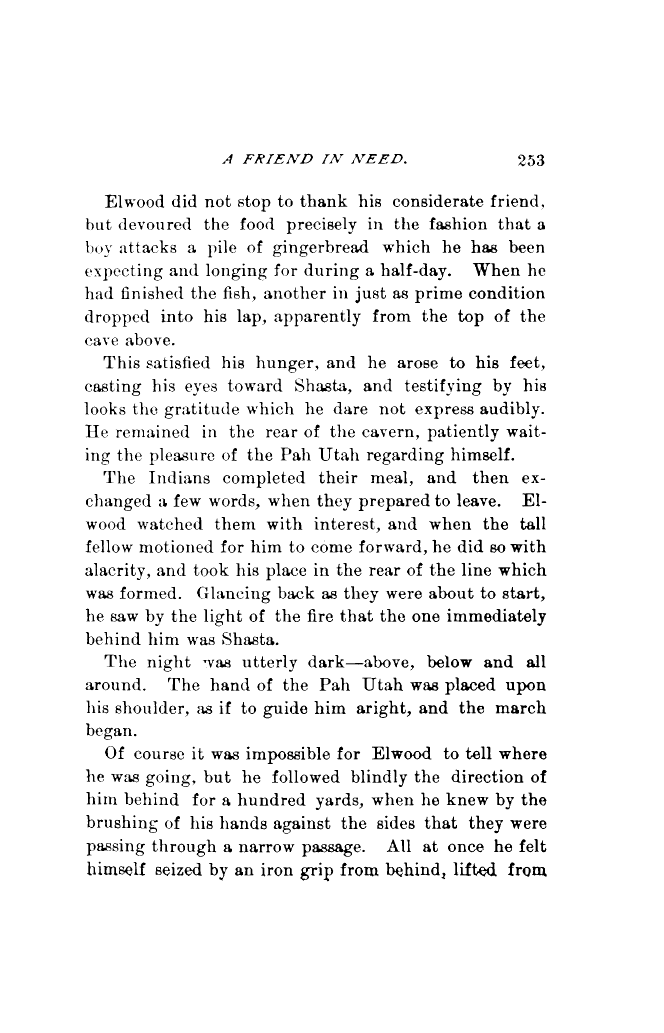 A FRIEND IN NEED. 253
Elwood did not stop to thank his considerate friend,
but devoured the food precisely in the fashion that a
boy attacks a pile of gingerbread which he has been
expecting and longing for during a half-day. When he
had finished the fish, another in just as prime condition
dropped into his lap, apparently from the top of the
cave above.
This satisfied his hunger, and he arose to his feet,
casting his eyes toward Shasta, and testifying by his
looks the gratitude which he dare not express audibly.
He remained in the rear of the cavern, patiently wait-
ing the pleasure of the Pah Utah regarding himself.
The Indians completed their meal, and then ex-
changed a few words, when they prepared to leave. El-
wood watched them with interest, and when the tall
fellow motioned for him to come forward, he did so with
alacrity, and took his place in the rear of the line which
was formed. Glancing back as they were about to start,
he saw by the light of the fire that the one immediately
behind him was Shasta.
The night was utterly dark—above, below and all
around. The hand of the Pah Utah was placed upon
his shoulder, as if to guide him aright, and the march
began.
Of course it was impossible for Elwood to tell where
he was going, but he followed blindly the direction of
him behind for a hundred yards, when he knew by the
brushing of his hands against the sides that they were
passing through a narrow passage. All at once he felt
himself seized by an iron grip from behind, lifted from